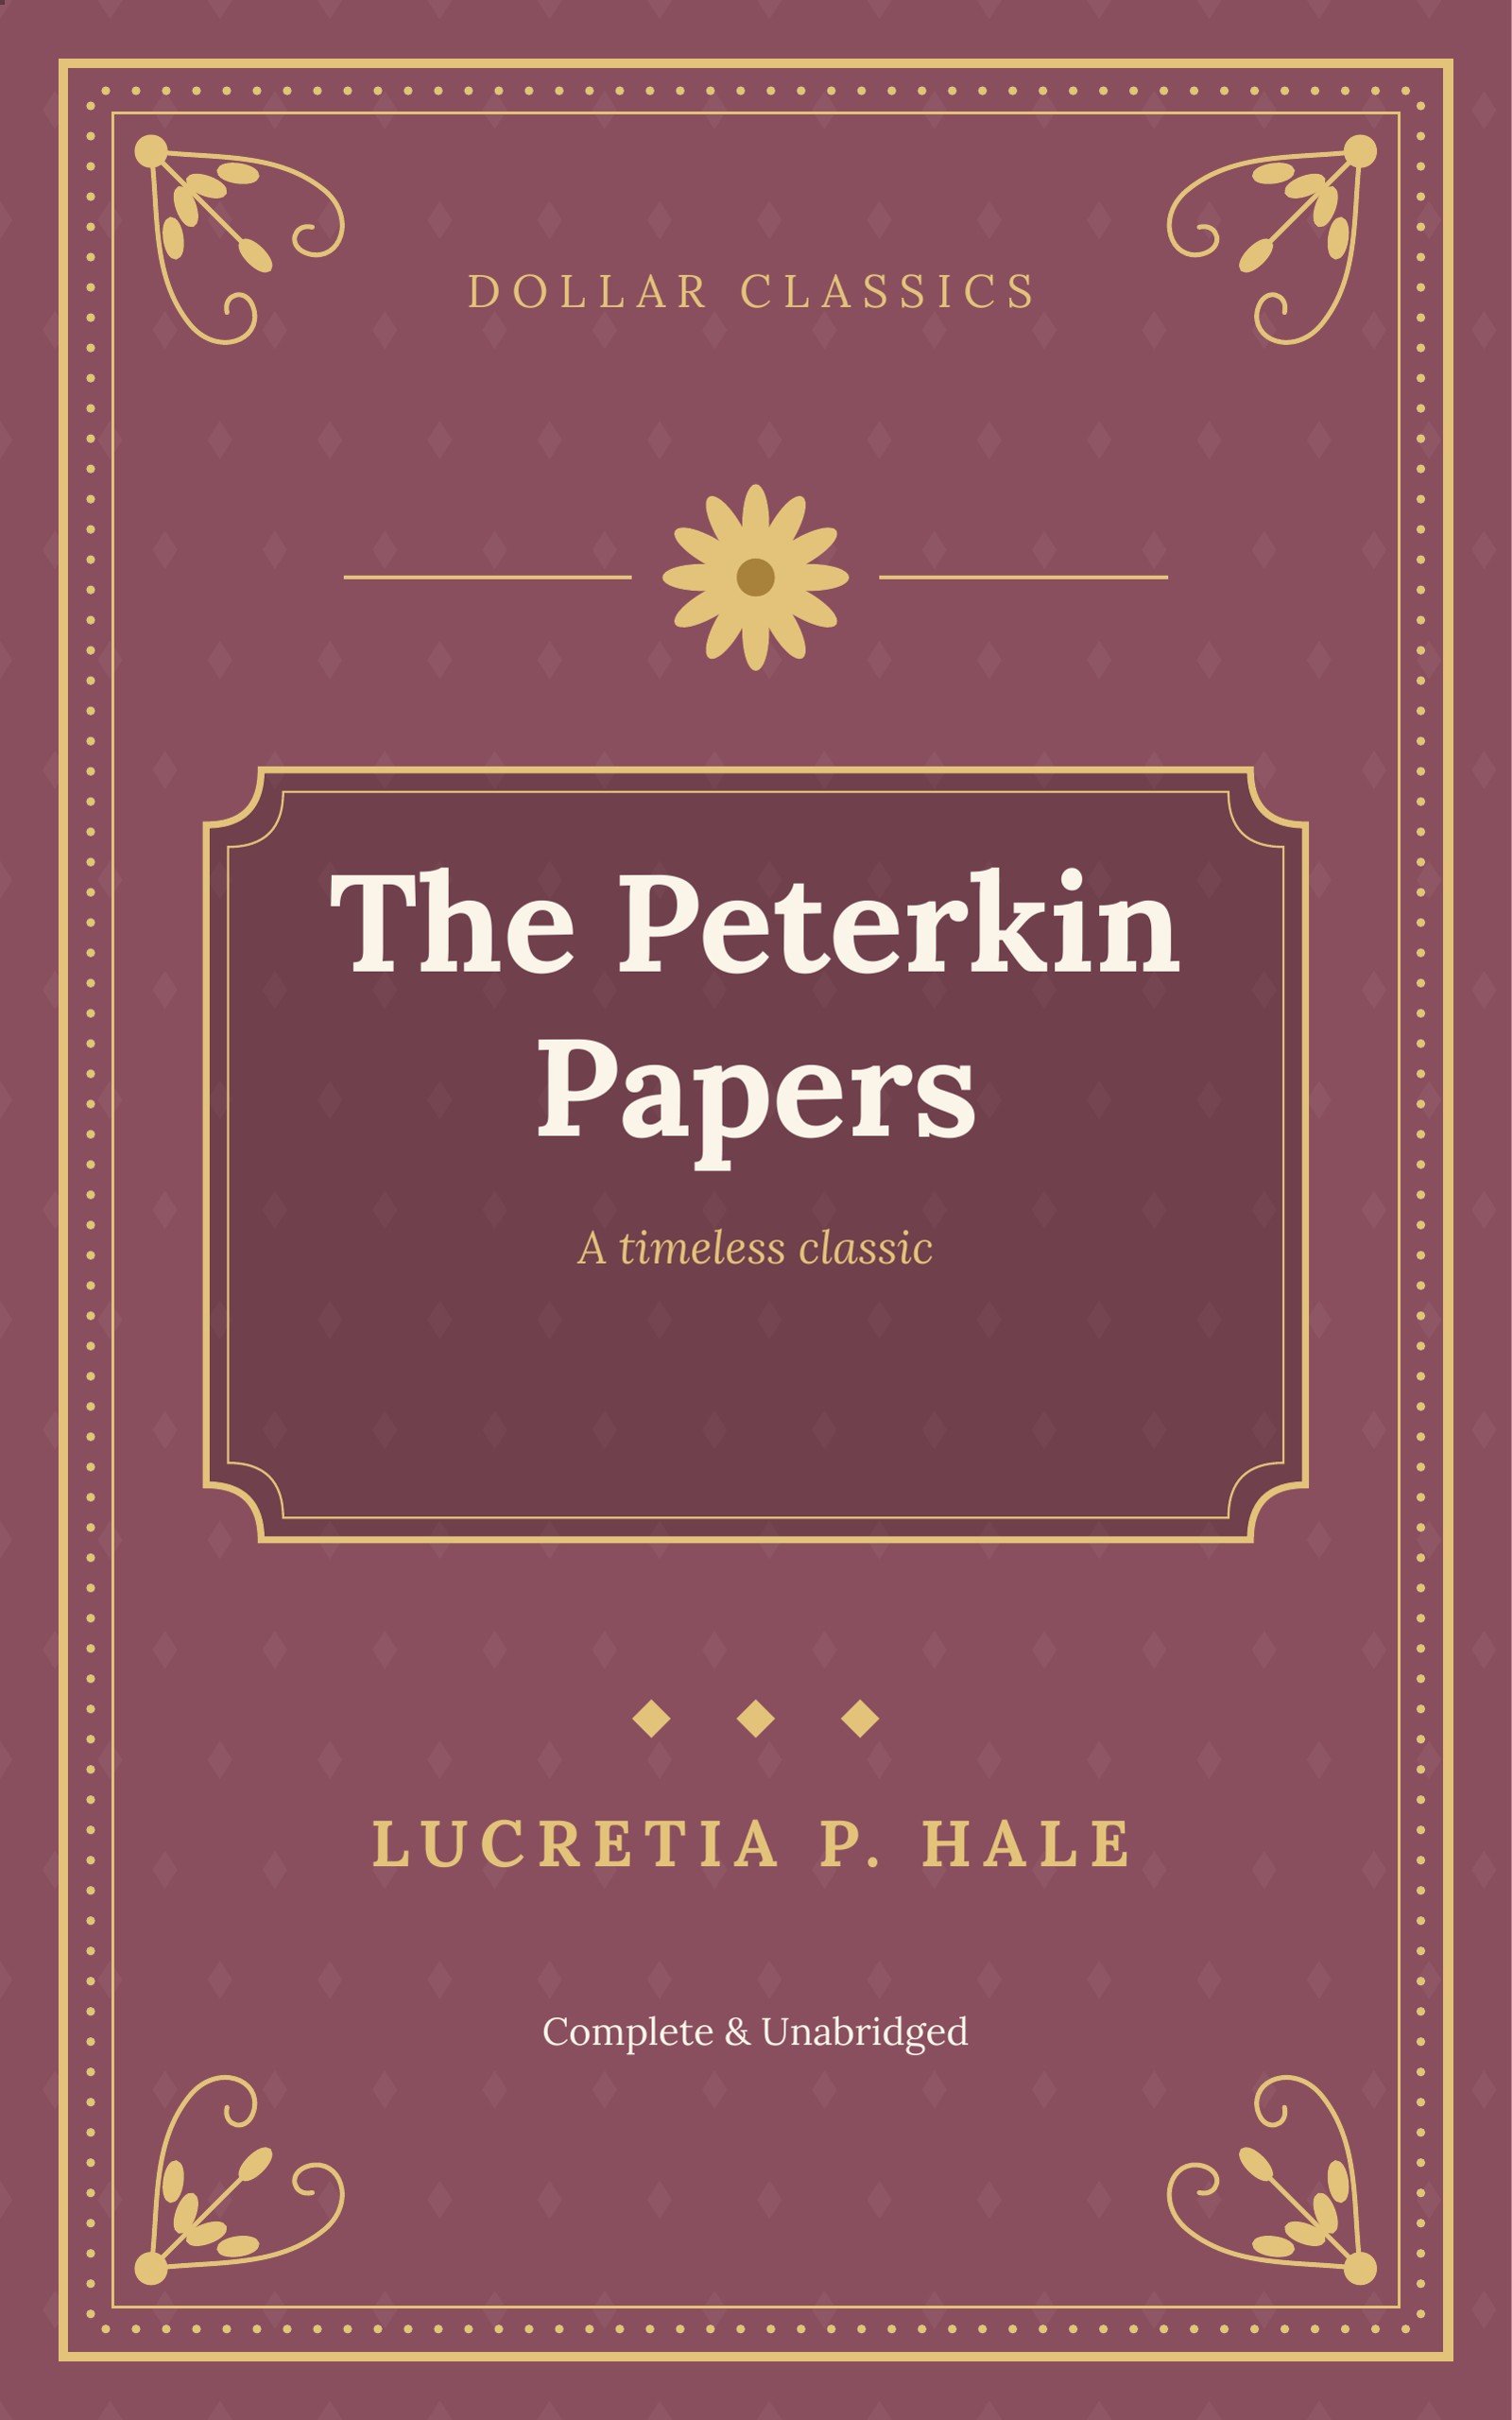 DOLLAR CLASSICS
The Peterkin
Papers
A timeless classic
LUCRETIA P. HALE
Complete & Unabridged